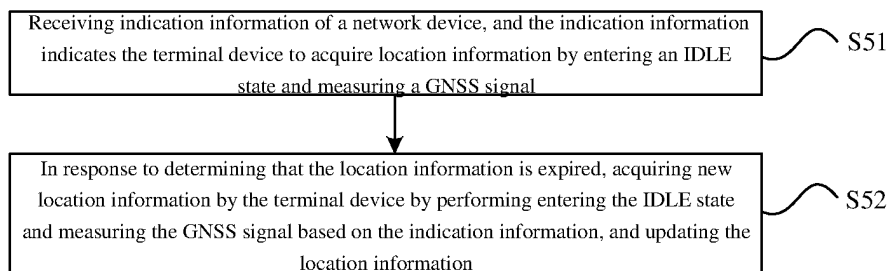 Receiving indication information of a network device, and the indication information
indicates the terminal device to acquire location information by entering an IDLE
state and measuring a GNSS signal
S51
In response to determining that the location information is expired, acquiring new
location information by the terminal device by performing entering the IDLE state
and measuring the GNSS signal based on the indication information, and updating the
location information
S52